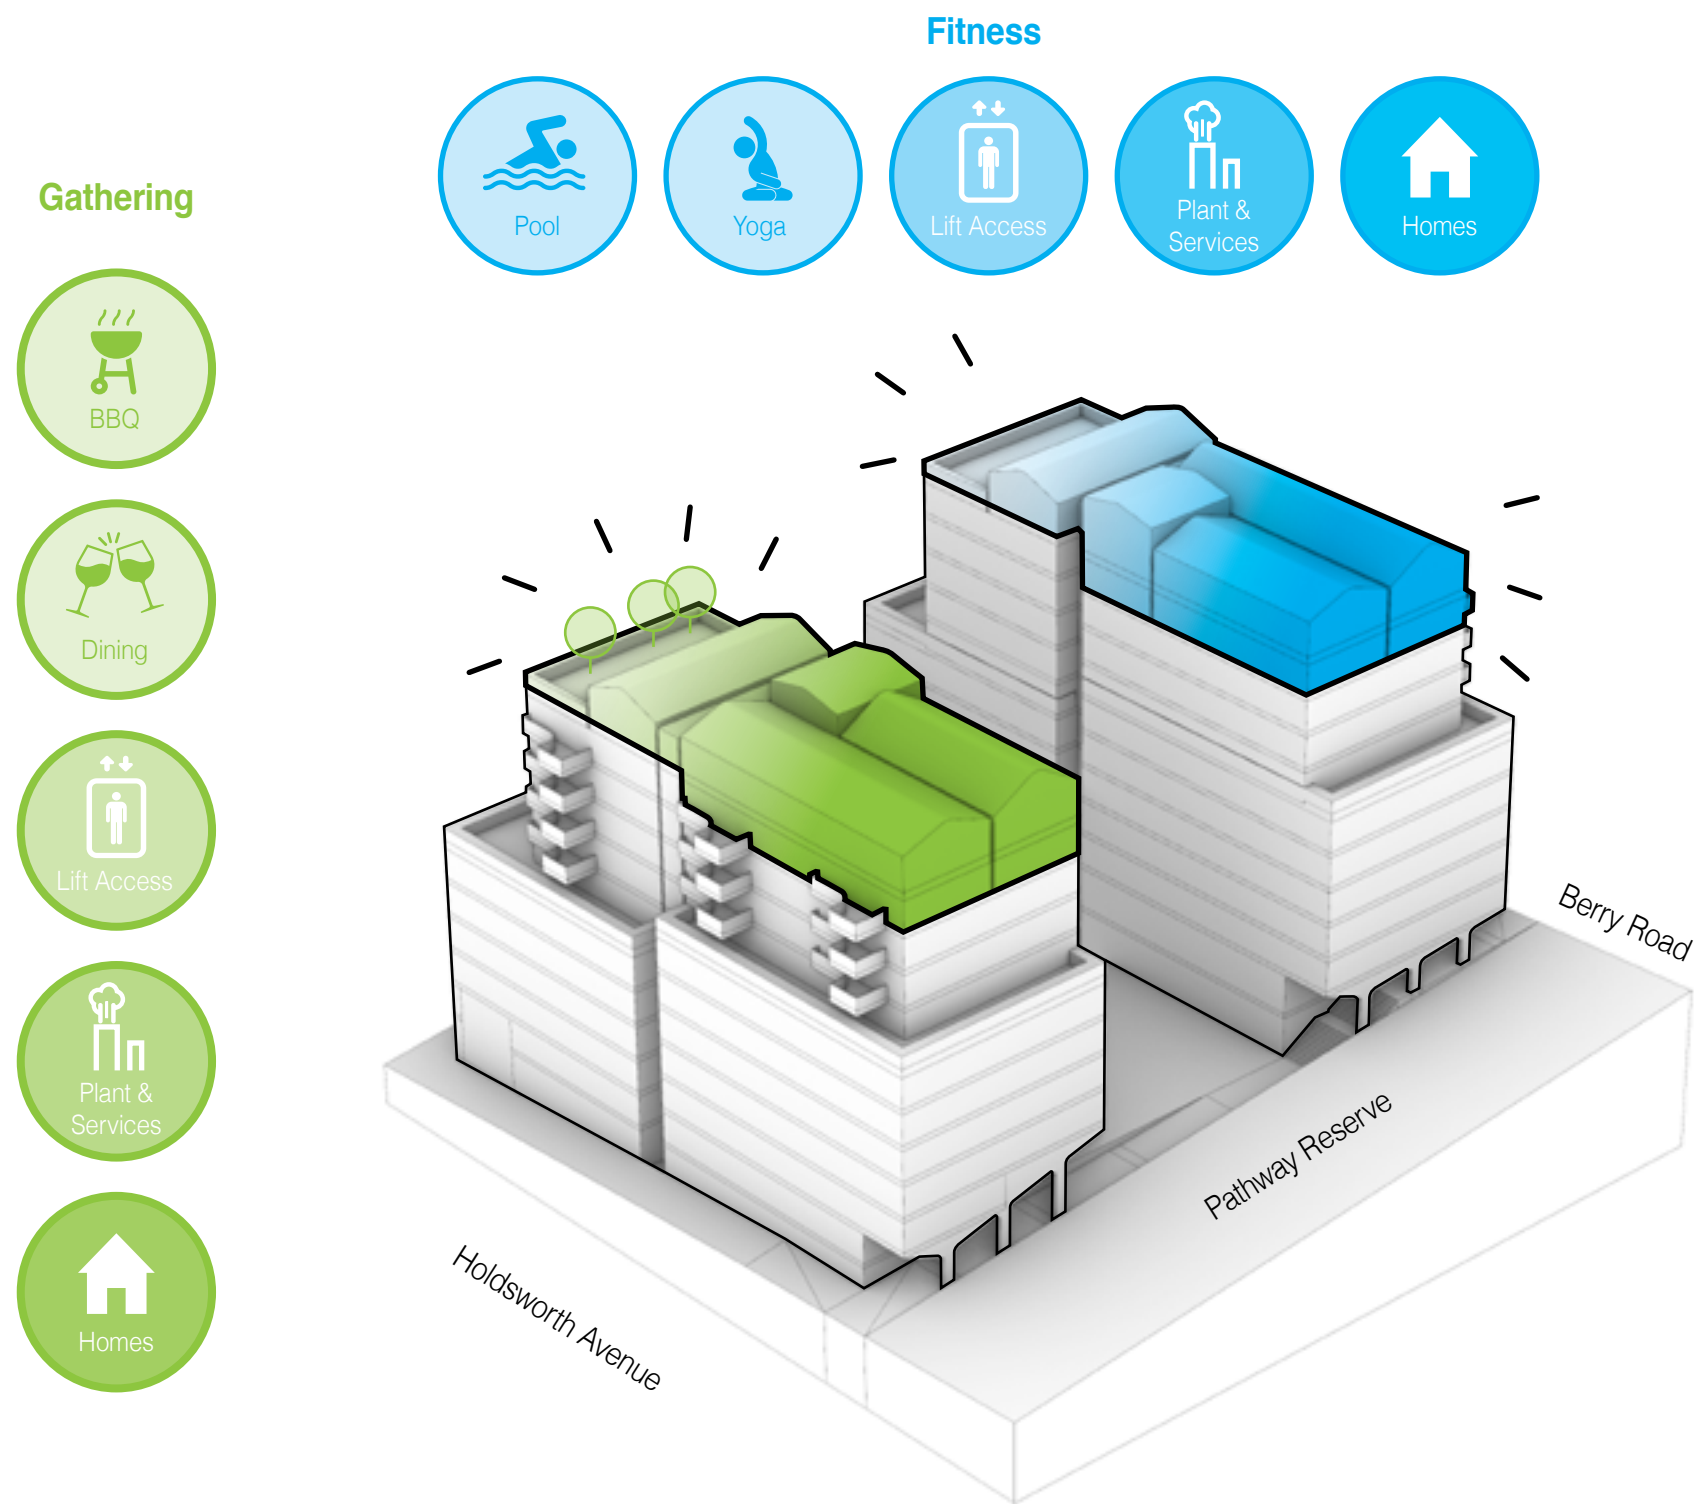 Fitness
Pool
Yoga
Lift Access
Plant &
Services
Homes
Gathering
BBQ
Dining
Lift Access
Plant &
Services
Homes
Berry Road
Pathway Reserve
Holdsworth Avenue